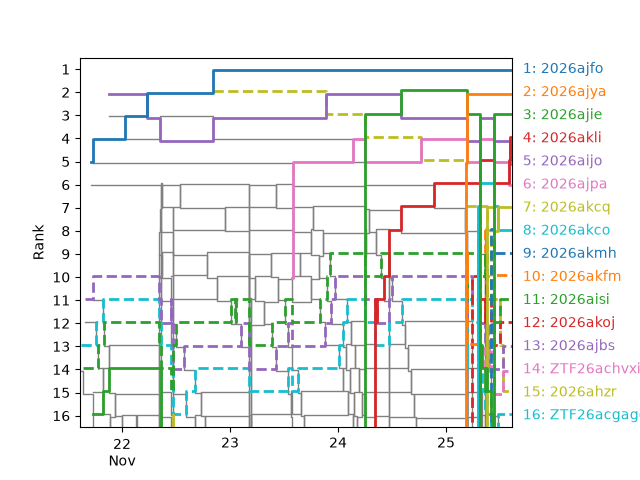 1
2
3
4
5
6
7
8
9
10
11
12
13
14
15
16
Rank
22
23
24
25
Nov
1: 2026ajfo
2: 2026ajya
3: 2026ajie
4: 2026akli
5: 2026aijo
6: 2026ajpa
7: 2026akcq
8: 2026akco
9: 2026akmh
10: 2026akfm
11: 2026aisi
12: 2026akoj
13: 2026ajbs
14: ZTF26achvxi
15: 2026ahzr
16: ZTF26acgag